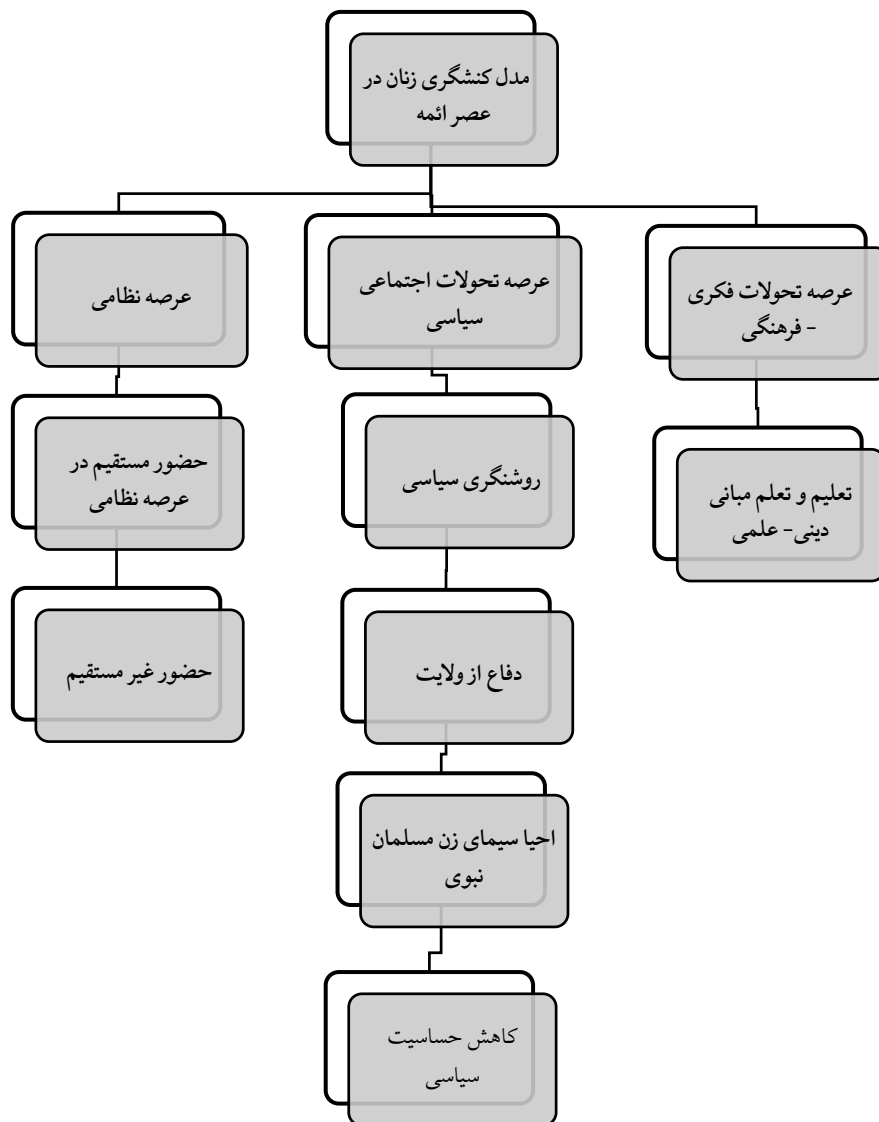 مدل کنشگری زنان در
عصر ائمه
عرصه تحولات فکری
- فرهنگی
تعلیم و تعلم مبانی
دینی- علمی
عرصه تحولات اجتماعی
سیاسی
روشنگری سیاسی
دفاع از ولایت
احیا سیمای زن مسلمان
نبوی
کاهش حساسیت
سیاسی
عرصه نظامی
حضور مستقیم در
عرصه نظامی
حضور غیر مستقیم